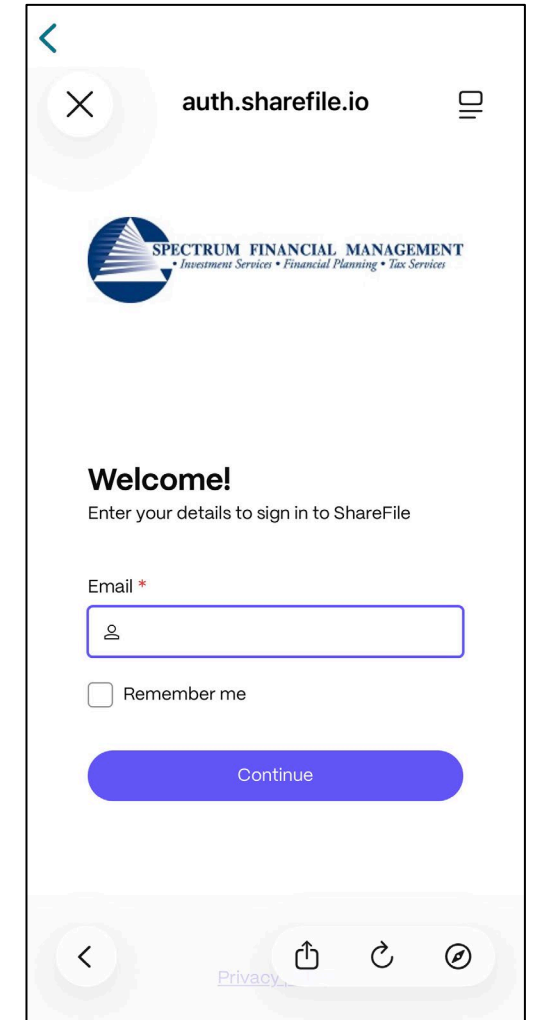 auth.sharefile.io
SPECTRUM FINANCIAL MANAGEMENT
• Investment Services • Financial Planning • Tax Services
Welcome!
Enter your details to sign in to ShareFile
Email *
Remember me
Continue
Privacy